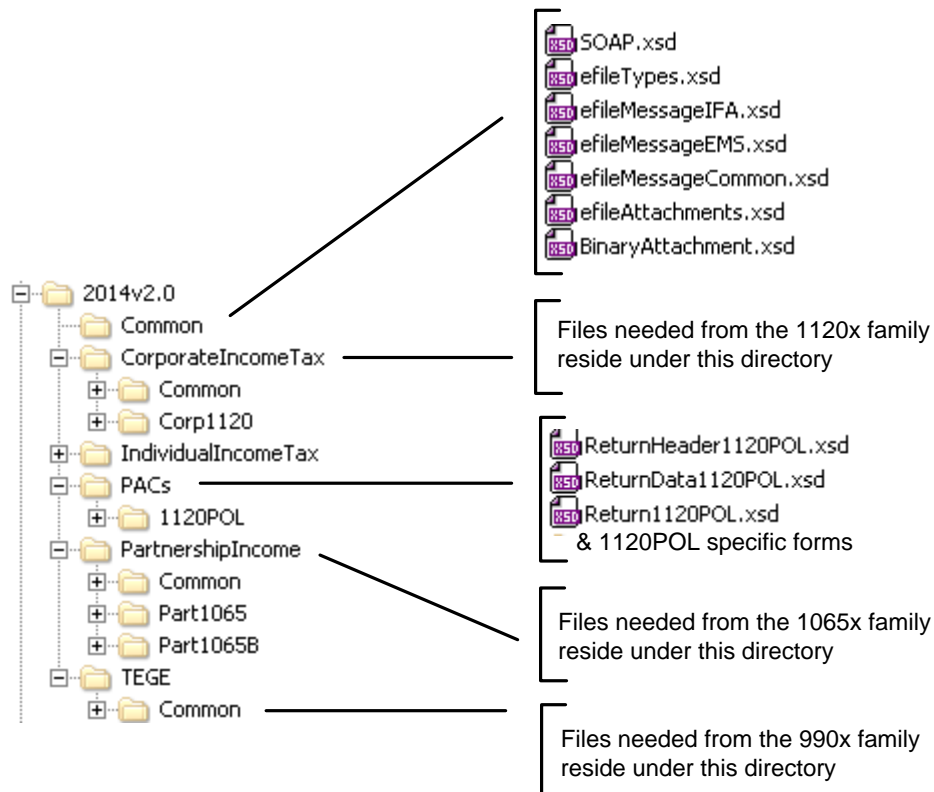 SOAP.xsd
efileTypes.xsd
efileMessageIFA.xsd
efileMessageEMS.xsd
efileMessageCommon.xsd
efileAttachments.xsd
BinaryAttachment.xsd
2014v2.0
Common
CorporateIncomeTax
Common
Corp1120
IndividualIncomeTax
PACs
1120POL
PartnershipIncome
Common
Part1065
Part1065B
TEGE
Common
Files needed from the 1120x family
reside under this directory
ReturnHeader1120POL.xsd
ReturnData1120POL.xsd
Return1120POL.xsd
& 1120POL specific forms
Files needed from the 1065x family
reside under this directory
Files needed from the 990x family
reside under this directory